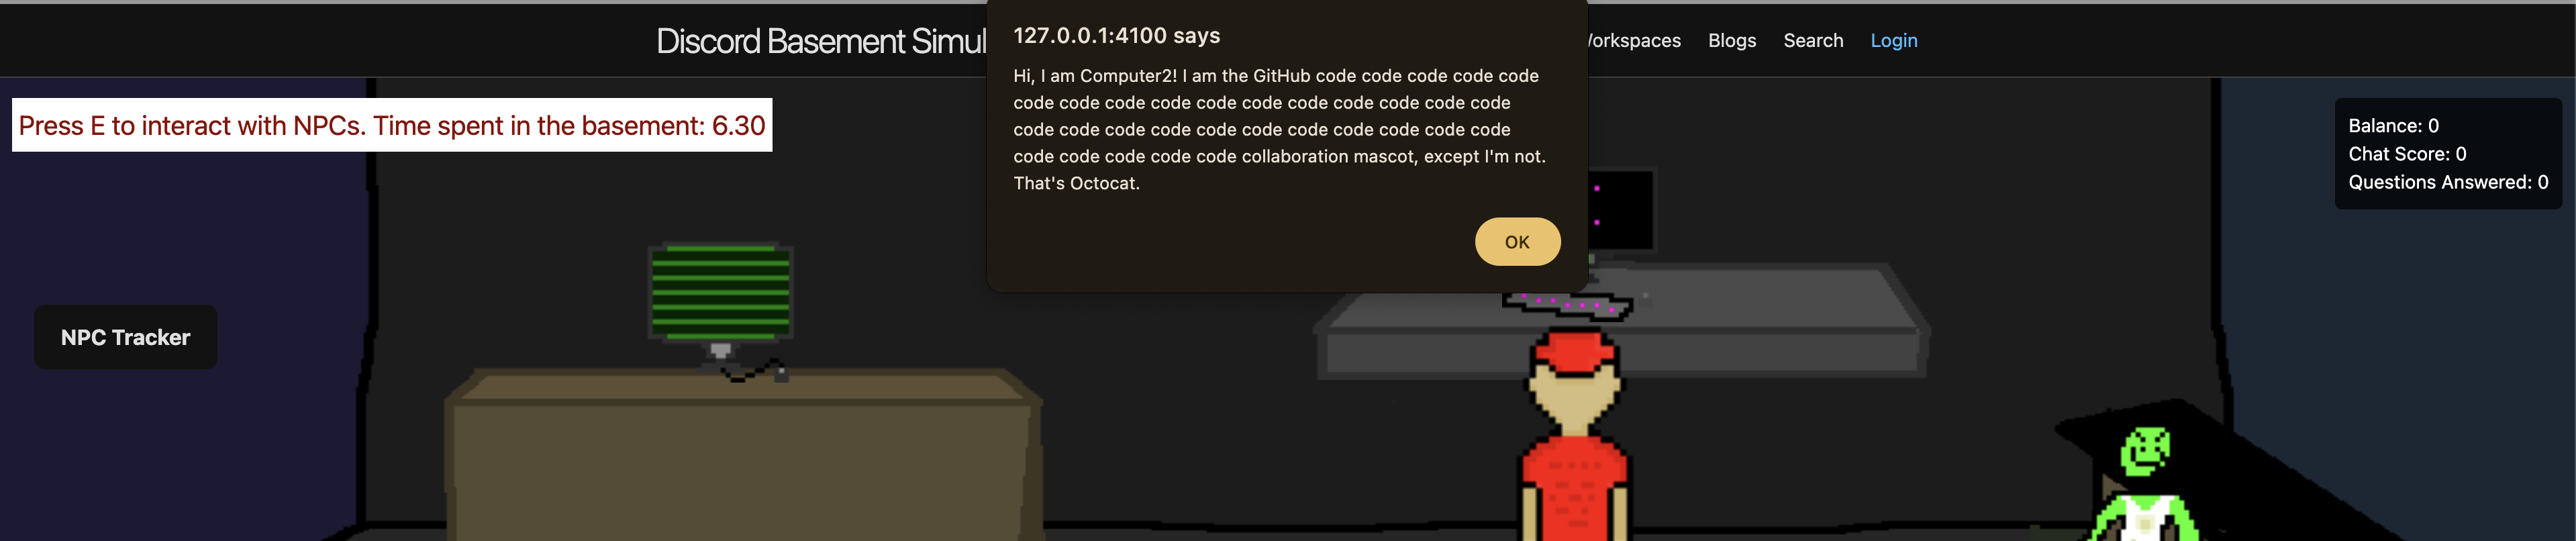 Discord Basement Simul
Workspaces Blogs Search Login
127.0.0.1:4100 says
Hi, I am Computer2! I am the GitHub code code code code code
code code code code code code code code code code code
code code code code code code code code code code code
code code code code code collaboration mascot, except I'm not.
That's Octocat.
OK
Press E to interact with NPCs. Time spent in the basement: 6.30
Balance: 0
Chat Score: 0
Questions Answered: 0
NPC Tracker